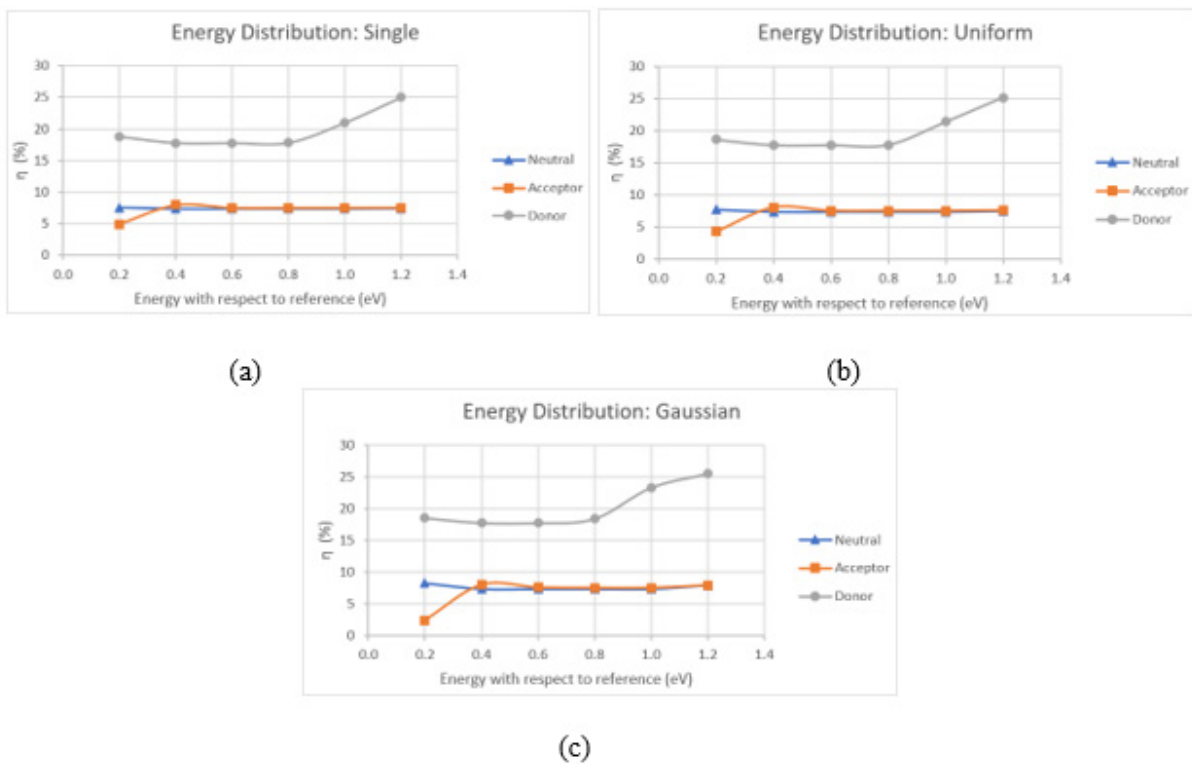 Energy Distribution: Single
30
25
20
15
10
5
0
η (%)
0.0 0.2 0.4 0.6 0.8 1.0 1.2 1.4
Energy with respect to reference (eV)
Neutral
Acceptor
Donor
(a)
Energy Distribution: Uniform
30
25
20
15
10
5
0
η (%)
0.0 0.2 0.4 0.6 0.8 1.0 1.2 1.4
Energy with respect to reference (eV)
Neutral
Acceptor
Donor
(b)
Energy Distribution: Gaussian
30
25
20
15
10
5
0
η (%)
0.0 0.2 0.4 0.6 0.8 1.0 1.2 1.4
Energy with respect to reference (eV)
Neutral
Acceptor
Donor
(c)